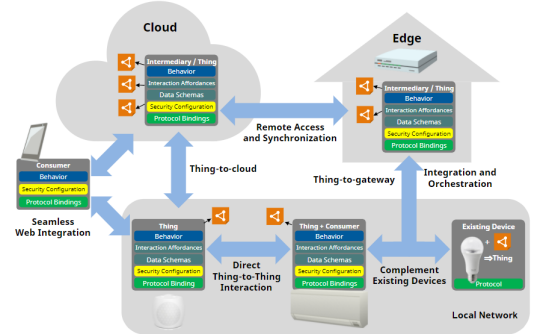 Cloud
Edge
Intermediary / Thing
Behavior
Interaction Affordances
Data Schemas
Security Configuration
Protocol Bindings
Intermediary / Thing
Behavior
Interaction Affordances
Data Schemas
Security Configuration
Protocol Bindings
Remote Access
and Synchronization
Consumer
Behavior
Security Configuration
Protocol Bindings
Seamless
Web Integration
Thing-to-cloud
Thing-to-gateway
Integration and
Orchestration
Thing
Behavior
Interaction Affordances
Data Schemas
Security Configuration
Protocol Binding
Direct
Thing-to-Thing
Interaction
Thing + Consumer
Behavior
Interaction Affordances
Data Schemas
Security Configuration
Protocol Binding
Complement
Existing Devices
Existing Device
+
⇒Thing
Protocol
Local Network